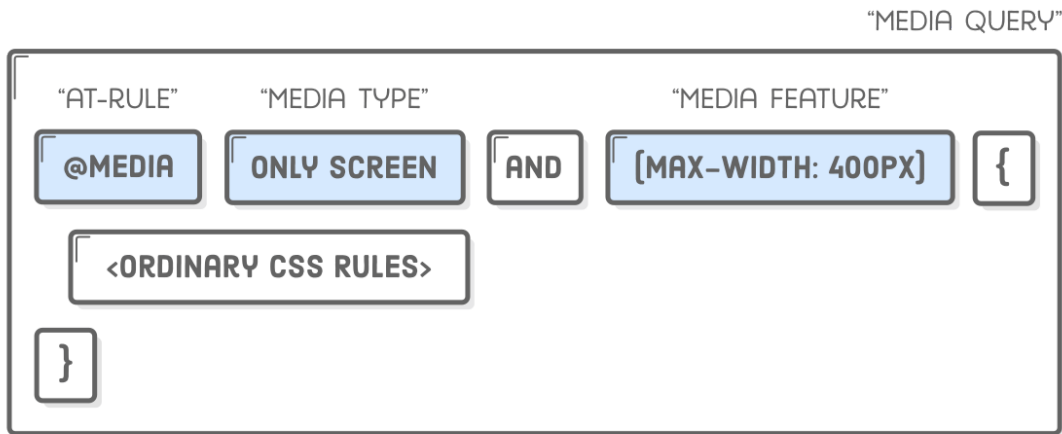 “MEDIA QUERY”
“AT-RULE” “MEDIA TYPE” “MEDIA FEATURE”
@MEDIA ONLY SCREEN AND (MAX-WIDTH: 400PX) {
<ORDINARY CSS RULES>
}